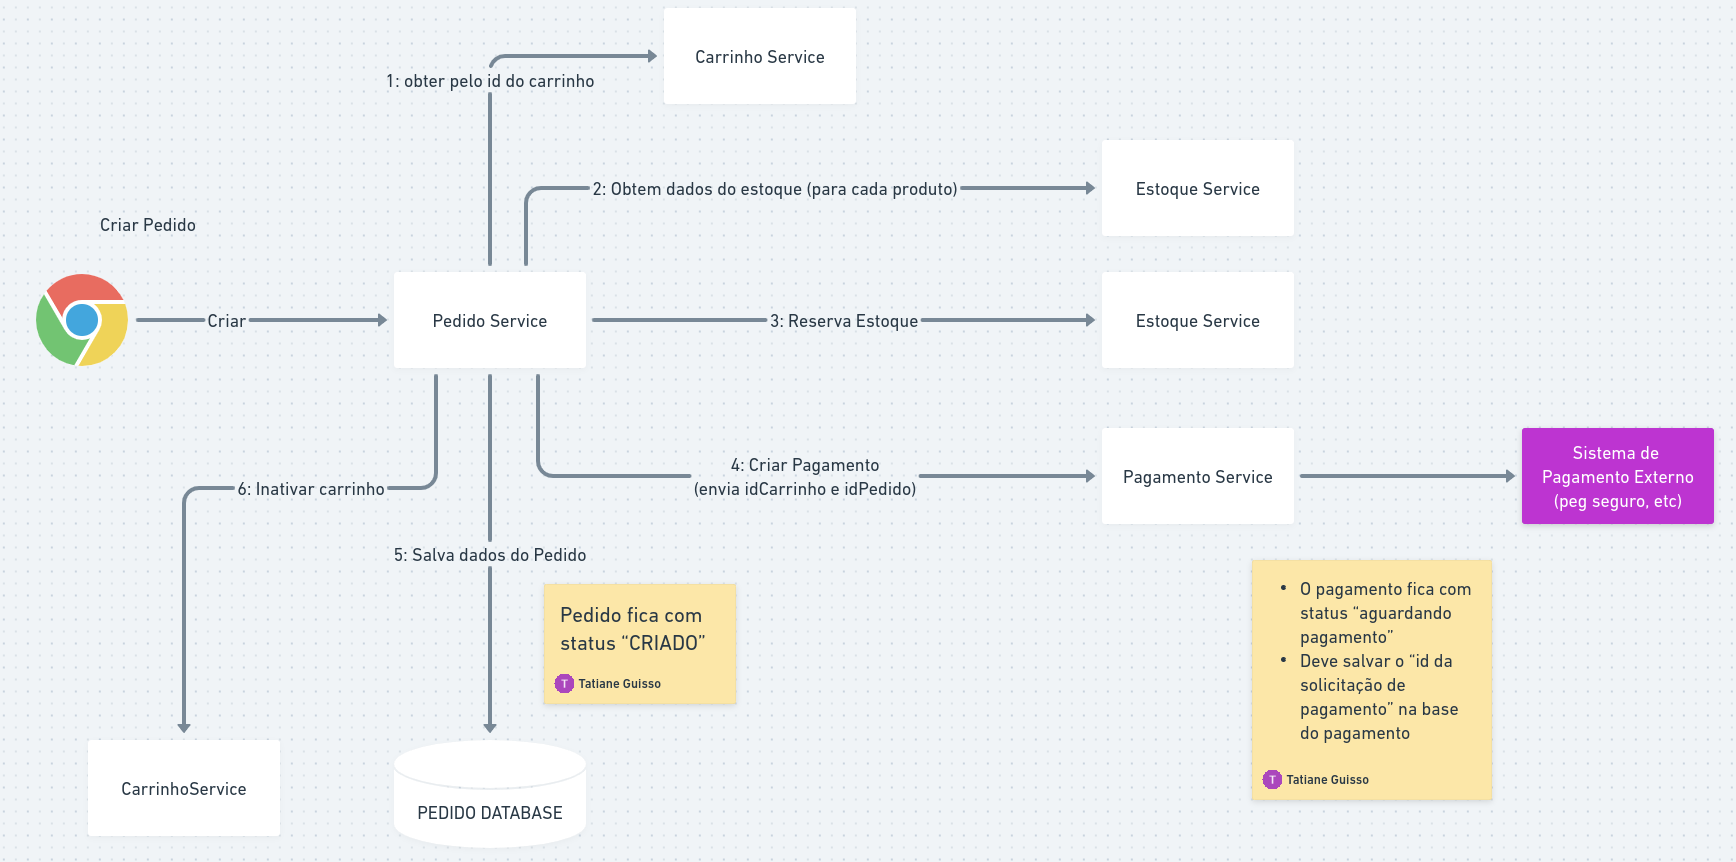 Carrinho Service
1: obter pelo id do carrinho
2: Obtem dados do estoque (para cada produto)
Estoque Service
Criar Pedido
Criar
Pedido Service
3: Reserva Estoque
Estoque Service
4: Criar Pagamento
(envia idCarrinho e idPedido)
Pagamento Service
Sistema de
Pagamento Externo
(peg seguro, etc)
6: Inativar carrinho
5: Salva dados do Pedido
Pedido fica com
status “CRIADO”
T Tatiane Guisso
• O pagamento fica com
status “aguardando
pagamento”
• Deve salvar o “id da
solicitação de
pagamento” na base
do pagamento
T Tatiane Guisso
CarrinhoService
PEDIDO DATABASE